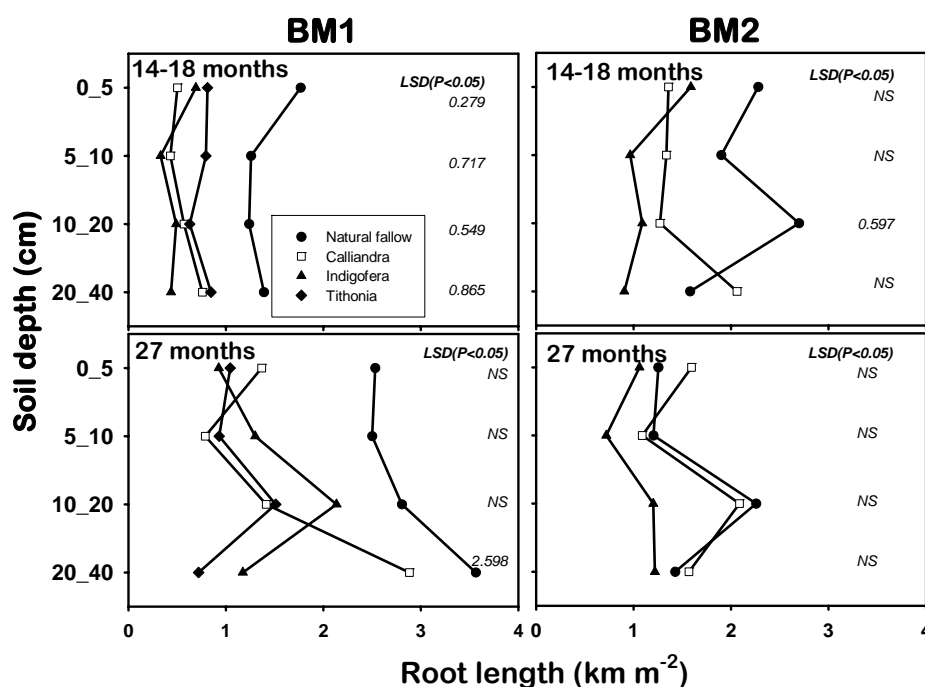 BM1 BM2
14-18 months
LSD(P<0.05)
0_5
0.279
5_10
0.717
10_20
0.549
20_40
0.865
Natural fallow
Calliandra
Indigofera
Tithonia
14-18 months
LSD(P<0.05)
NS
NS
0.597
NS
27 months
LSD(P<0.05)
0_5
NS
5_10
NS
10_20
NS
20_40
2.598
27 months
LSD(P<0.05)
NS
NS
NS
NS
0 1 2 3 4
0 1 2 3 4
Soil depth (cm)
Root length (km m⁻²)